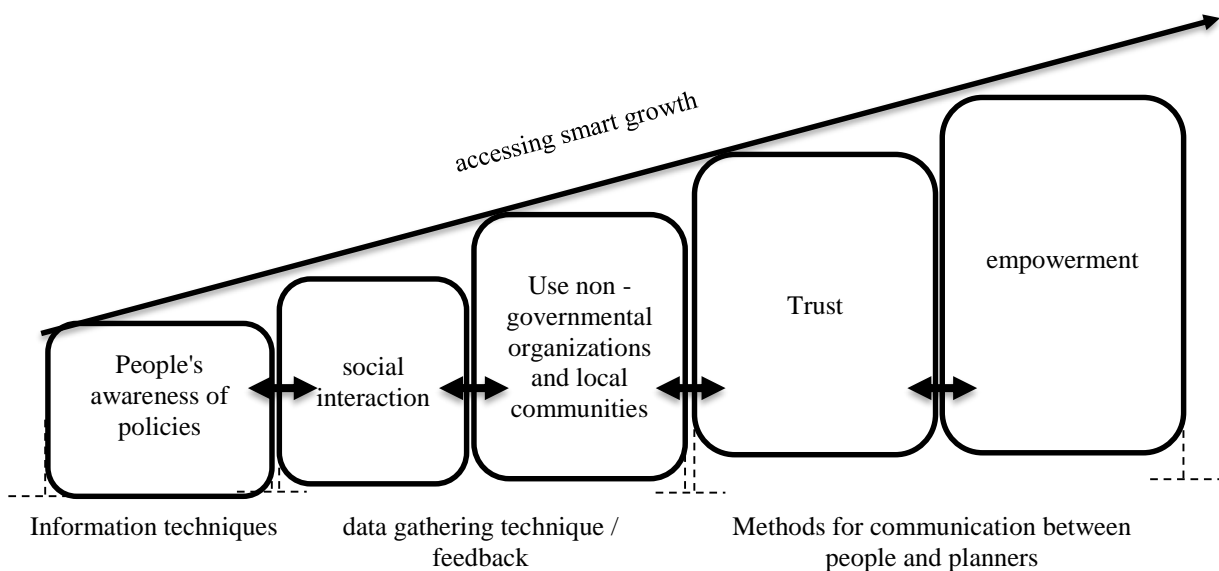 accessing smart growth
People's
awareness of
policies
social
interaction
Use non -
governmental
organizations
and local
communities
Trust
empowerment
Information techniques
data gathering technique /
feedback
Methods for communication between
people and planners